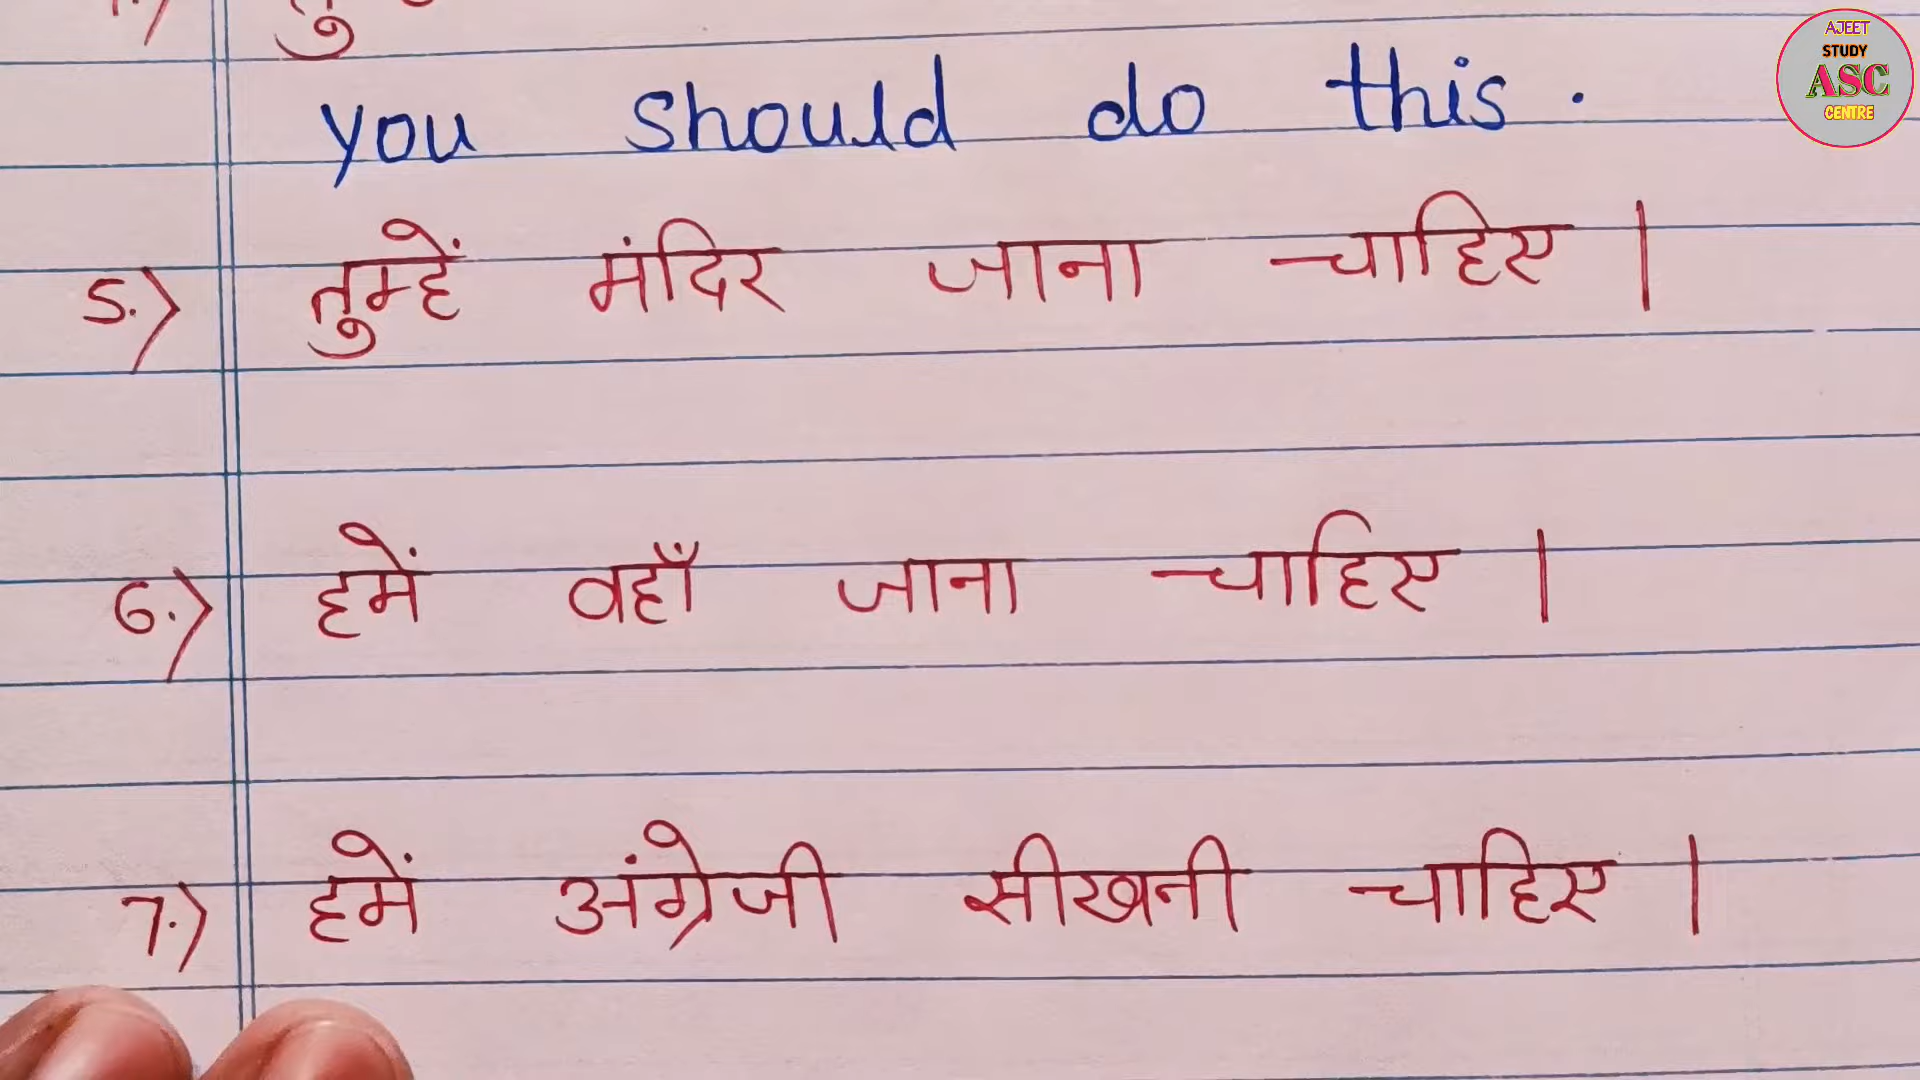 you should do this.
5.) तुम्हें मंदिर जाना चाहिए।
6.) हमें वहाँ जाना चाहिए।
7.) हमें अंग्रेजी सीखनी चाहिए।
AJEET
STUDY
ASC
CENTRE